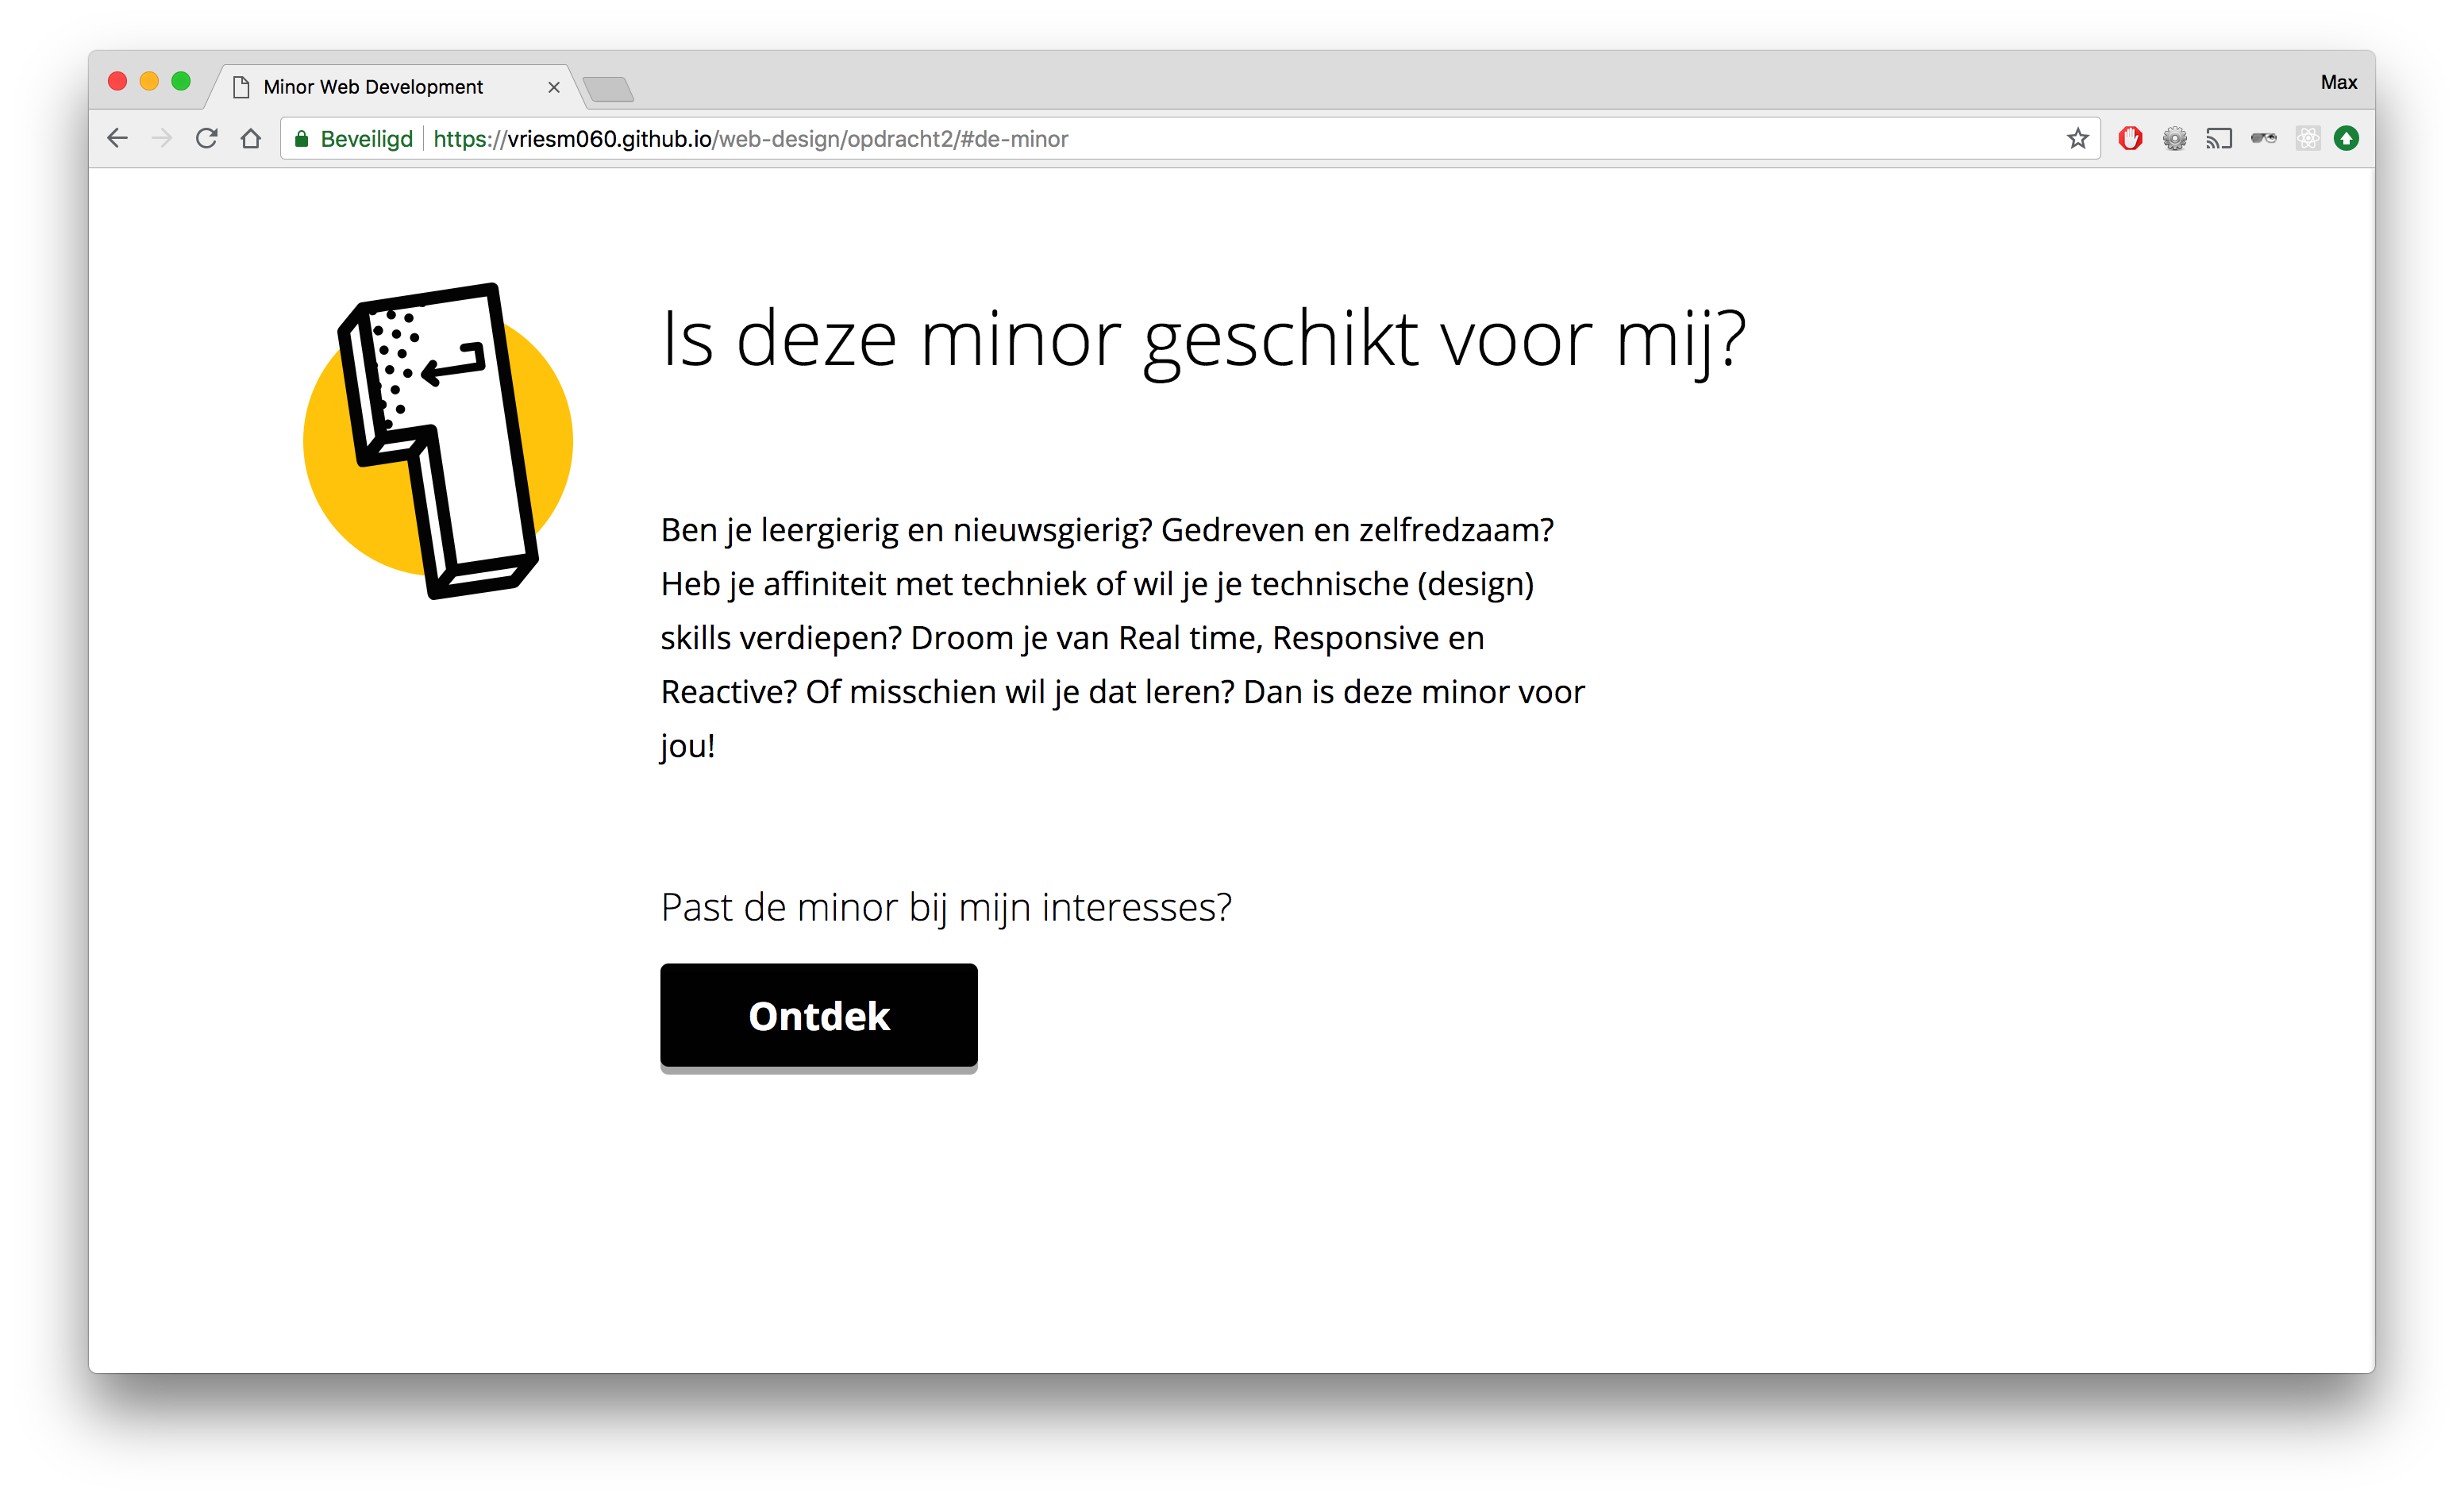 Minor Web Development
Max
Beveiligd https://vriesm060.github.io/web-design/opdracht2/#de-minor
Is deze minor geschikt voor mij?
Ben je leergierig en nieuwsgierig? Gedreven en zelfredzaam?
Heb je affiniteit met techniek of wil je je technische (design)
skills verdiepen? Droom je van Real time, Responsive en
Reactive? Of misschien wil je dat leren? Dan is deze minor voor
jou!
Past de minor bij mijn interesses?
Ontdek